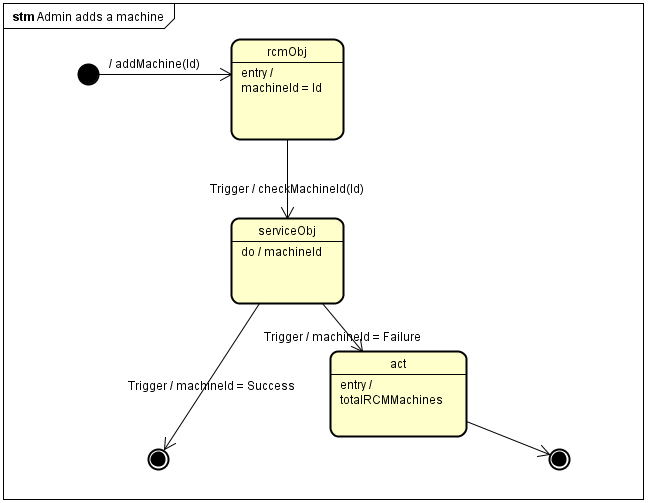 stm Admin adds a machine
/ addMachine(Id)
rcmObj
entry /
machineId = Id
Trigger / checkMachineId(Id)
serviceObj
do / machineId
Trigger / machineId = Failure
act
entry /
totalRCMMachines
Trigger / machineId = Success